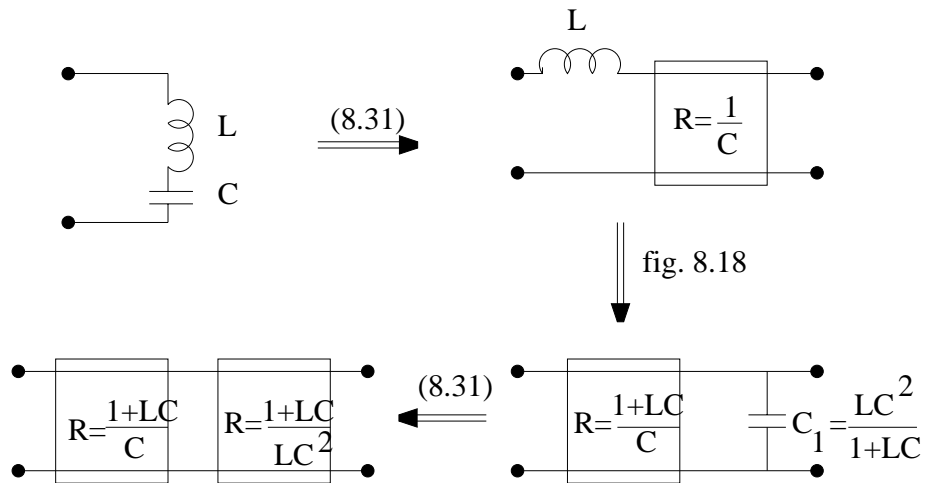 L
C
(8.31)
L
R=1/C
fig. 8.18
R=1+LC/C
R=1+LC/LC²
(8.31)
R=1+LC/C
C₁=LC²/1+LC